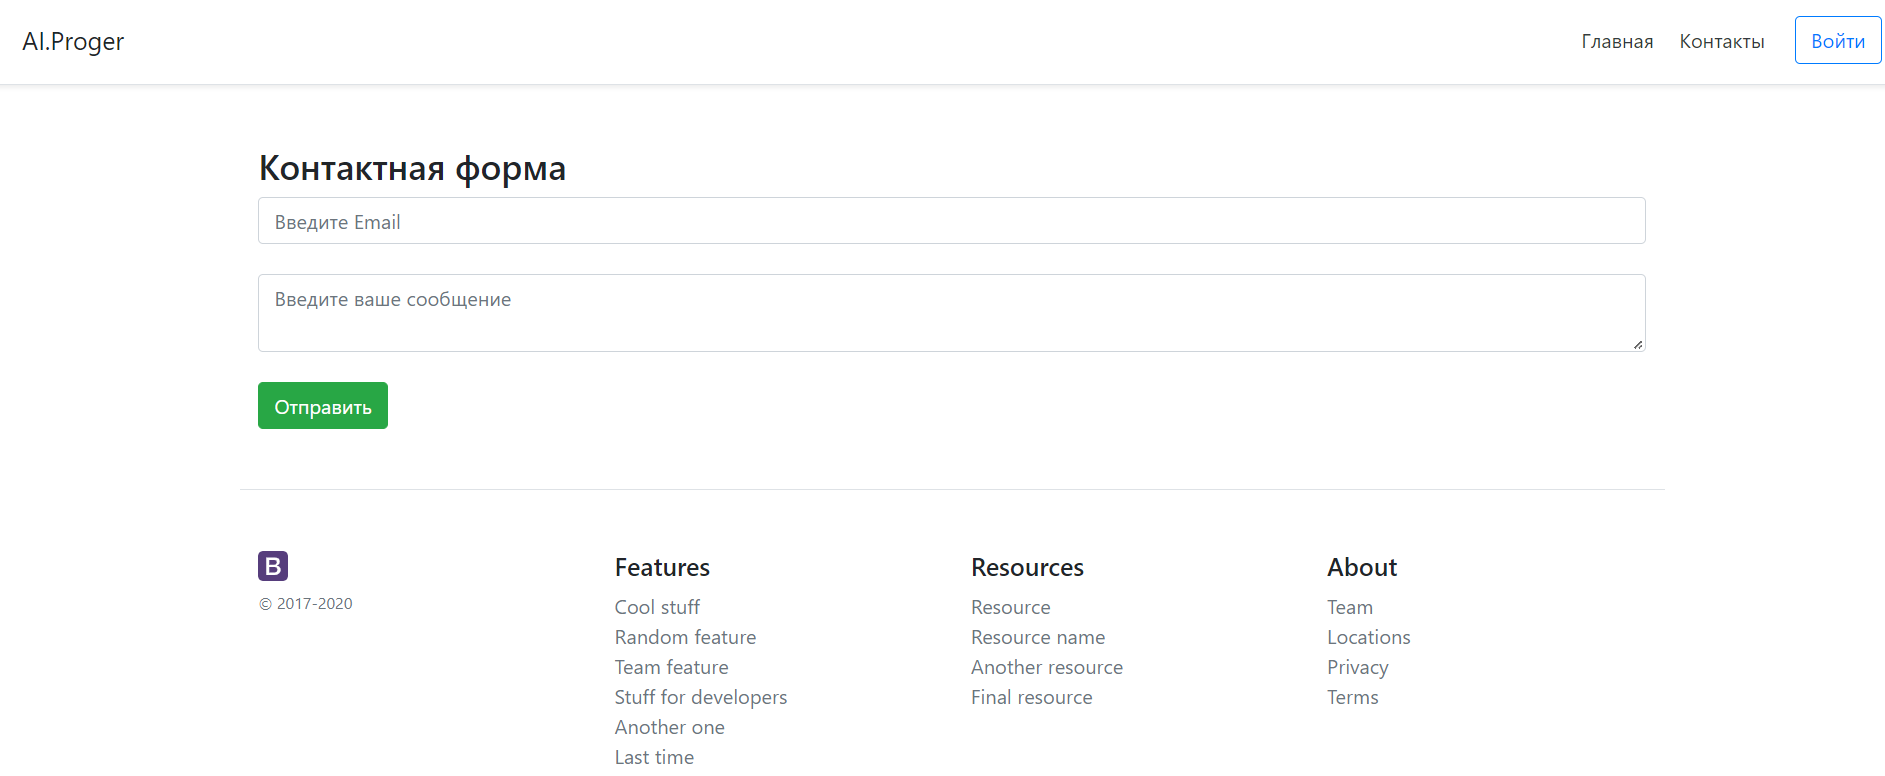 AI.Proger
Главная Контакты Войти
Контактная форма
Введите Email
Введите ваше сообщение
Отправить
B
© 2017-2020
Features
Cool stuff
Random feature
Team feature
Stuff for developers
Another one
Last time
Resources
Resource
Resource name
Another resource
Final resource
About
Team
Locations
Privacy
Terms